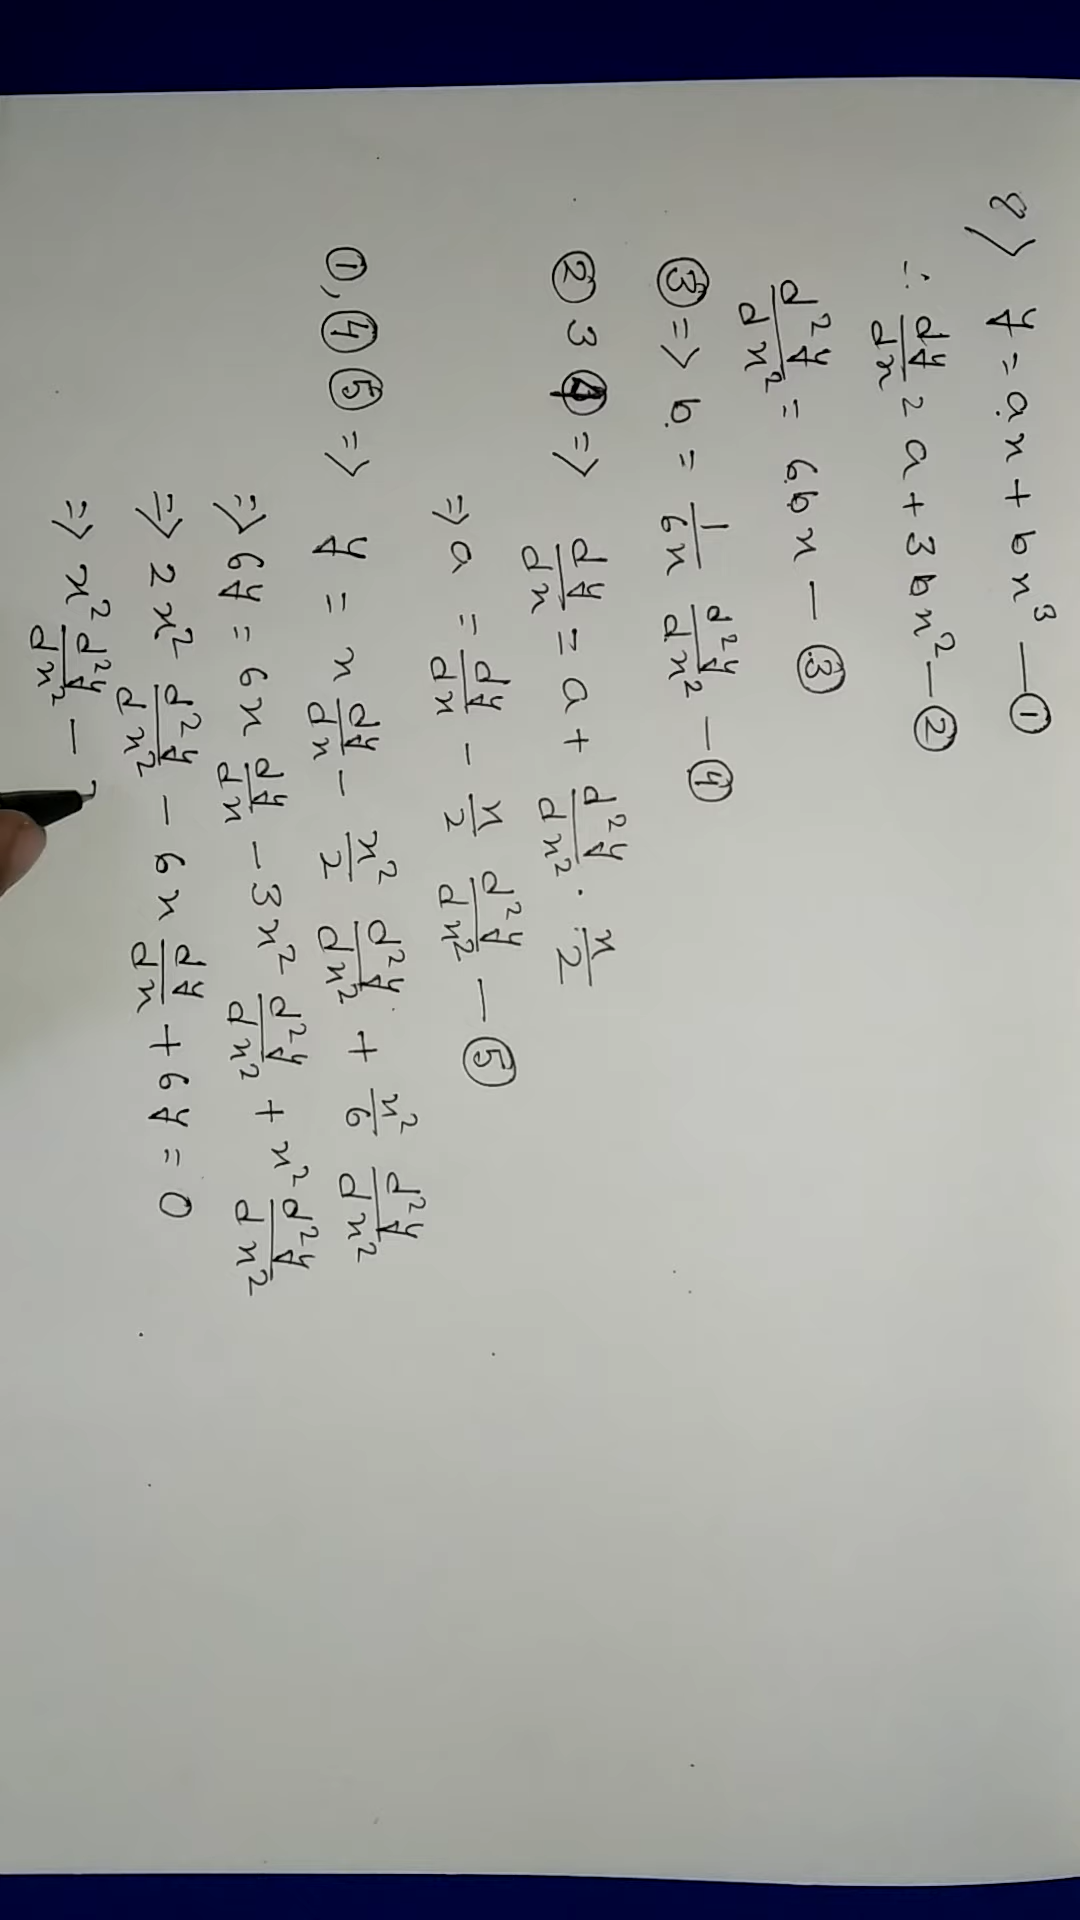 8) y = ax + bx³ — ①
∴ dy/dx = a + 3bx² — ②
d²y/dx² = 6bx — ③
③ ⇒ b = 1/6x d²y/dx² — ④
② 3 ④ ⇒ dy/dx = a + d²y/dx² · x/2
⇒ a = dy/dx − x/2 d²y/dx² — ⑤
①, ④ ⑤ ⇒ y = x dy/dx − x²/2 d²y/dx² + x²/6 d²y/dx²
⇒ 6y = 6x dy/dx − 3x² d²y/dx² + x² d²y/dx²
⇒ 2x² d²y/dx² − 6x dy/dx + 6y = 0
⇒ x² d²y/dx² −